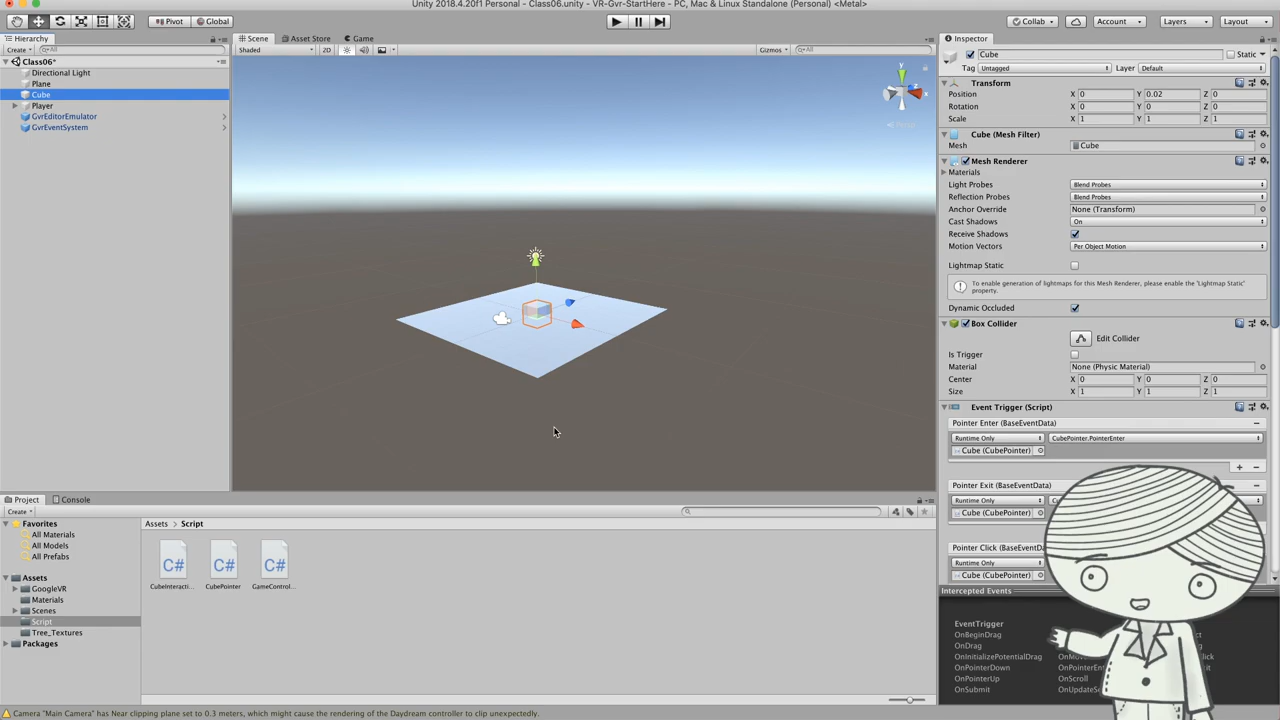 Unity 2018.4.20f1 Personal - Class06.unity - VR-Gvr-StartHere - PC, Mac & Linux Standalone (Personal) <Metal>
Pivot Global Collab Account Layers Layout
Hierarchy
Create All
Class06*
Directional Light
Plane
Cube
Player
GvrEditorEmulator
GvrEventSystem
Scene Asset Store Game
Shaded 2D Gizmos All
y
x
Persp
Inspector
Cube Static
Tag Untagged Layer Default
Transform
Position X 0 Y 0.02 Z 0
Rotation X 0 Y 0 Z 0
Scale X 1 Y 1 Z 1
Cube (Mesh Filter)
Mesh Cube
Mesh Renderer
Materials
Light Probes Blend Probes
Reflection Probes Blend Probes
Anchor Override None (Transform)
Cast Shadows On
Receive Shadows
Motion Vectors Per Object Motion
Lightmap Static
To enable generation of lightmaps for this Mesh Renderer, please enable the 'Lightmap Static'
property.
Dynamic Occluded
Box Collider
Edit Collider
Is Trigger
Material None (Physic Material)
Center X 0 Y 0 Z 0
Size X 1 Y 1 Z 1
Event Trigger (Script)
Pointer Enter (BaseEventData)
Runtime Only CubePointer.PointerEnter
Cube (CubePointer)
Pointer Exit (BaseEventData)
Runtime Only
Cube (CubePointer)
Pointer Click (BaseEventDa
Runtime Only
Cube (CubePointer)
Intercepted Events
EventTrigger
OnBeginDrag
OnDrag
OnInitializePotentialDrag
OnPointerDown OnPointerEnt
OnPointerUp OnScroll
OnSubmit OnUpdateSe
Project Console
Create
Favorites
All Materials
All Models
All Prefabs
Assets
GoogleVR
Materials
Scenes
Script
Tree_Textures
Packages
Assets Script
C# C# C#
CubeInteracti... CubePointer GameControl...
Camera "Main Camera" has Near clipping plane set to 0.3 meters, which might cause the rendering of the Daydream controller to clip unexpectedly.